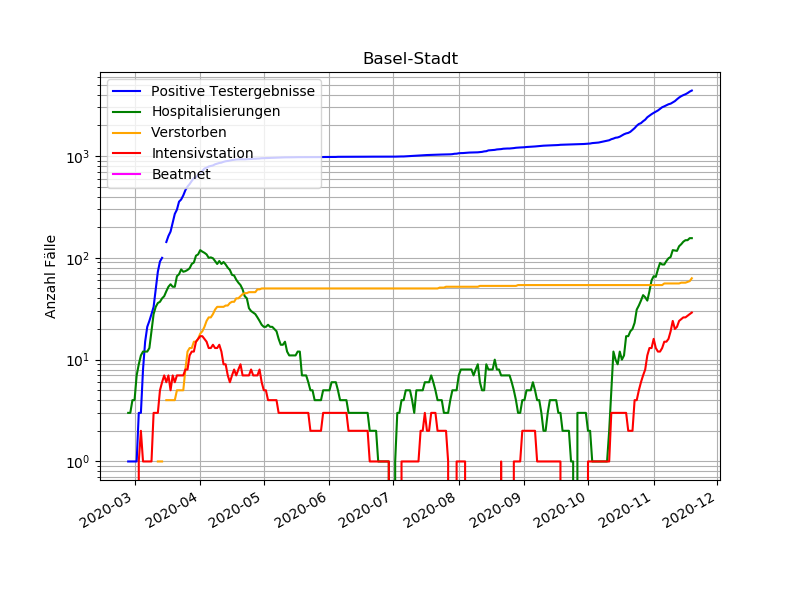 Basel-Stadt
Positive Testergebnisse
Hospitalisierungen
Verstorben
Intensivstation
Beatmet
Anzahl Fälle
10³
10²
10¹
10⁰
2020-03
2020-04
2020-05
2020-06
2020-07
2020-08
2020-09
2020-10
2020-11
2020-12